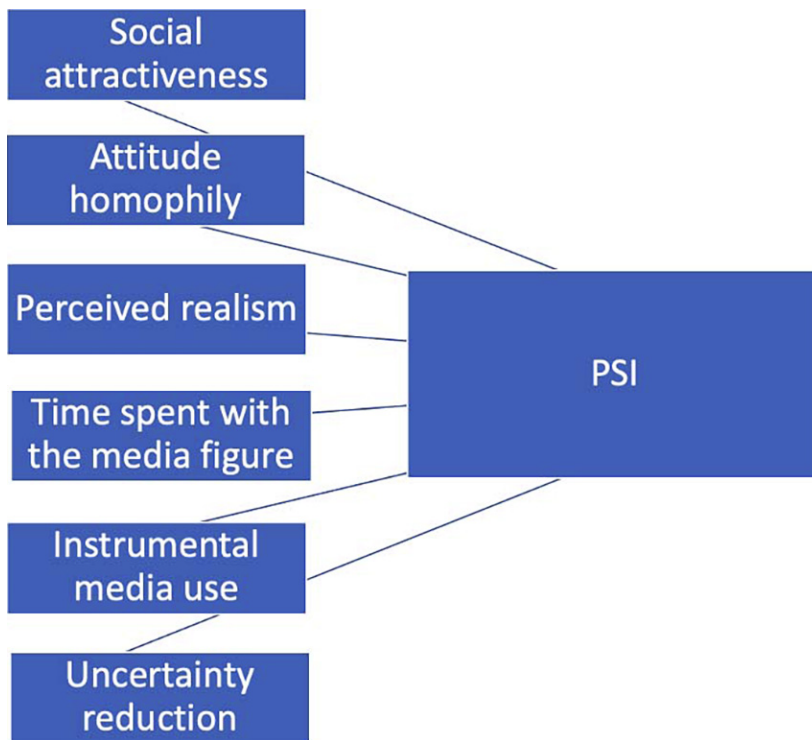 Social
attractiveness
Attitude
homophily
Perceived realism
PSI
Time spent with
the media figure
Instrumental
media use
Uncertainty
reduction